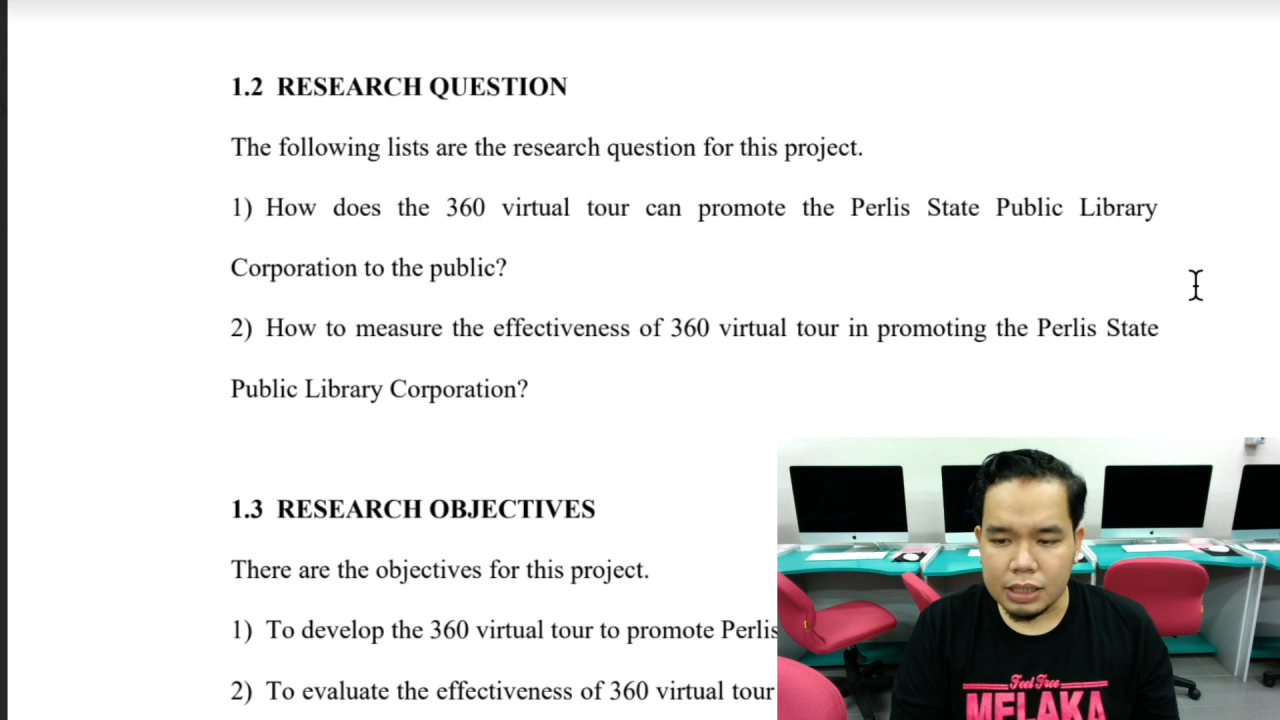 1.2 RESEARCH QUESTION
The following lists are the research question for this project.
1) How does the 360 virtual tour can promote the Perlis State Public Library
Corporation to the public?
2) How to measure the effectiveness of 360 virtual tour in promoting the Perlis State
Public Library Corporation?
1.3 RESEARCH OBJECTIVES
There are the objectives for this project.
1) To develop the 360 virtual tour to promote Perlis
2) To evaluate the effectiveness of 360 virtual tour
Feel Free
MELAKA